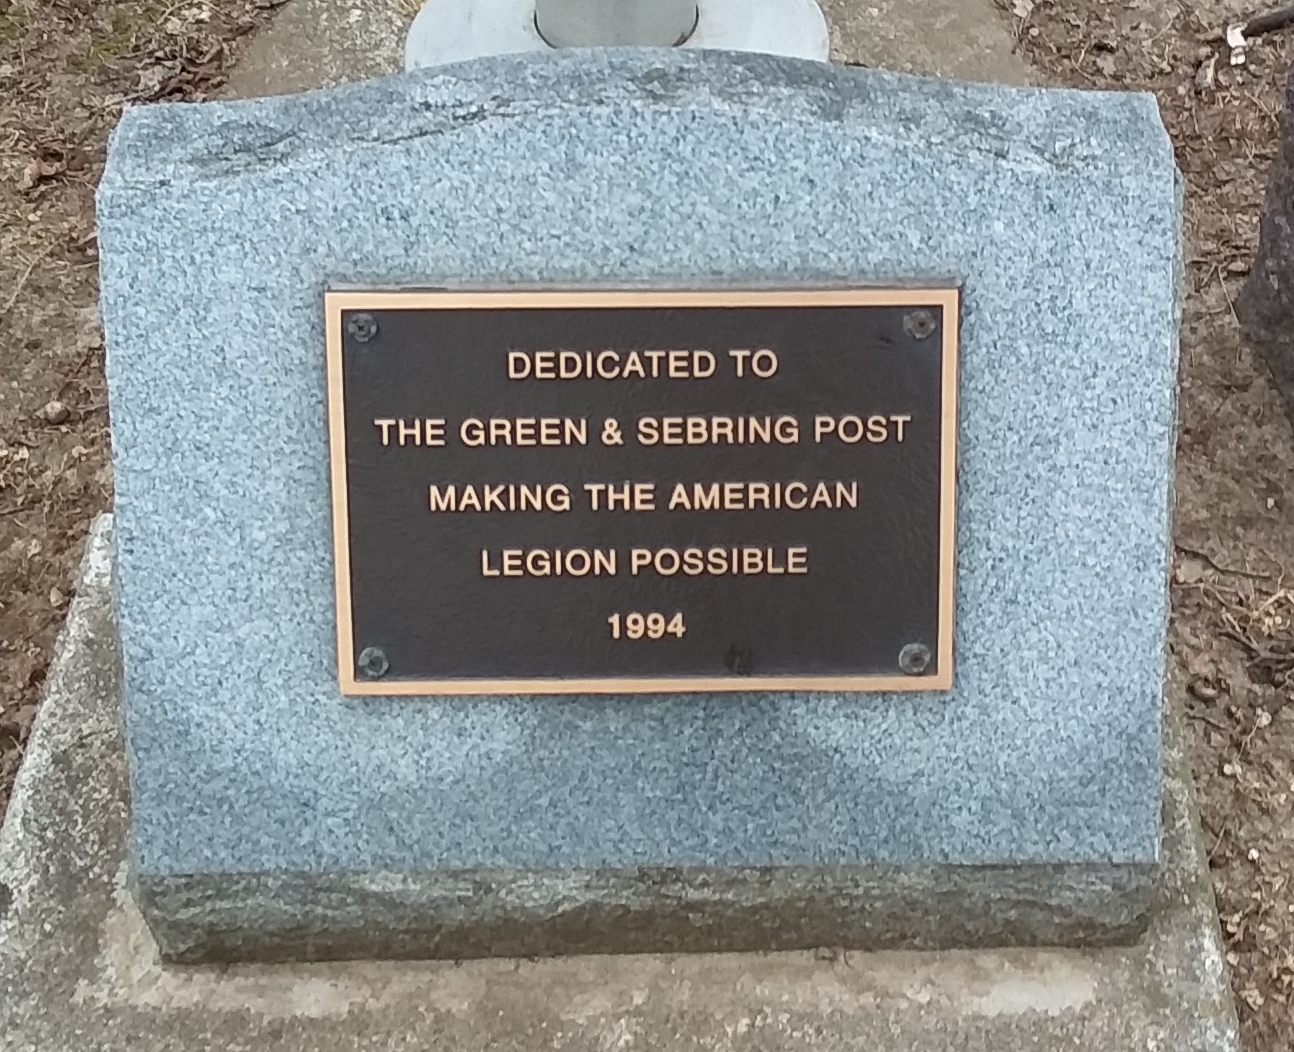 DEDICATED TO
THE GREEN & SEBRING POST
MAKING THE AMERICAN
LEGION POSSIBLE
1994